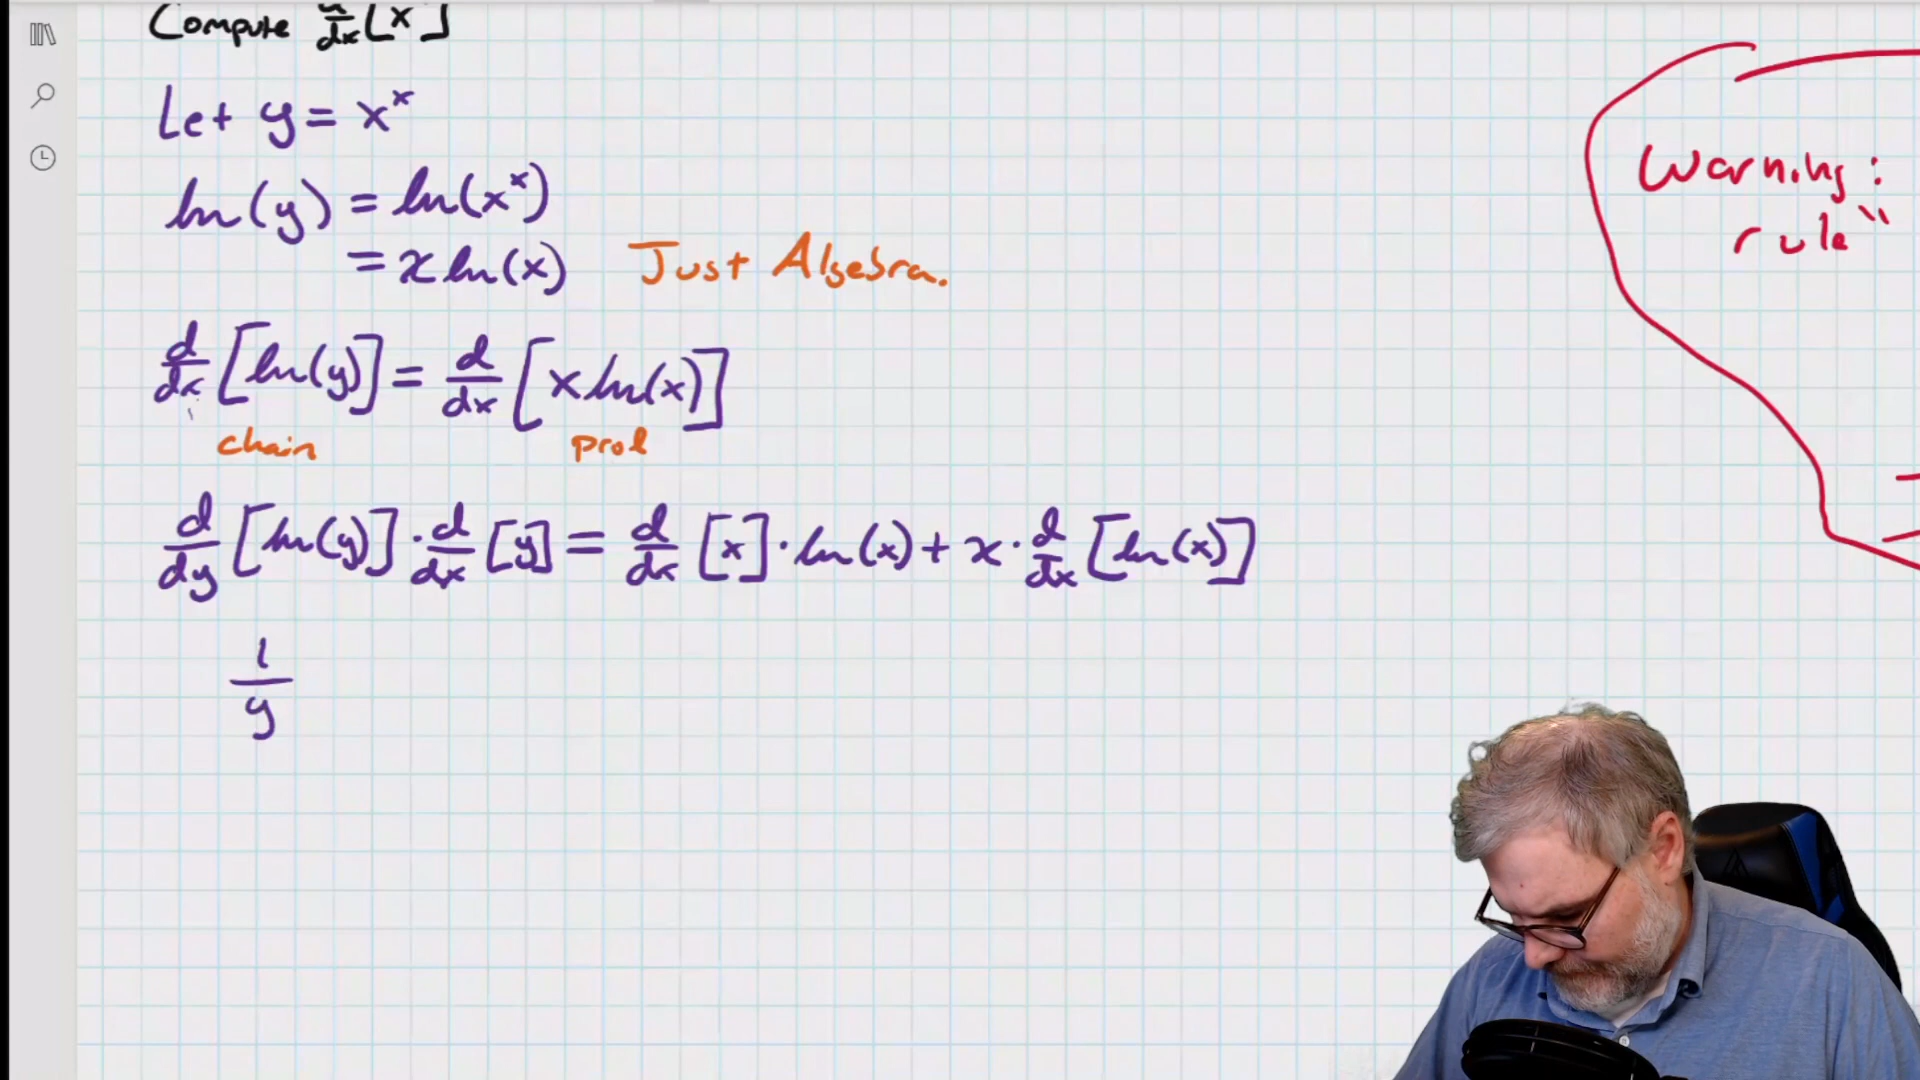 Compute d/dx [x ]
Let y = x^x
ln(y) = ln(x^x)
= x ln(x) Just Algebra.
d/dx [ln(y)] = d/dx [x ln(x)]
chain prod
d/dy [ln(y)] · d/dx [y] = d/dx [x] · ln(x) + x · d/dx [ln(x)]
1/y
Warning:
rule"